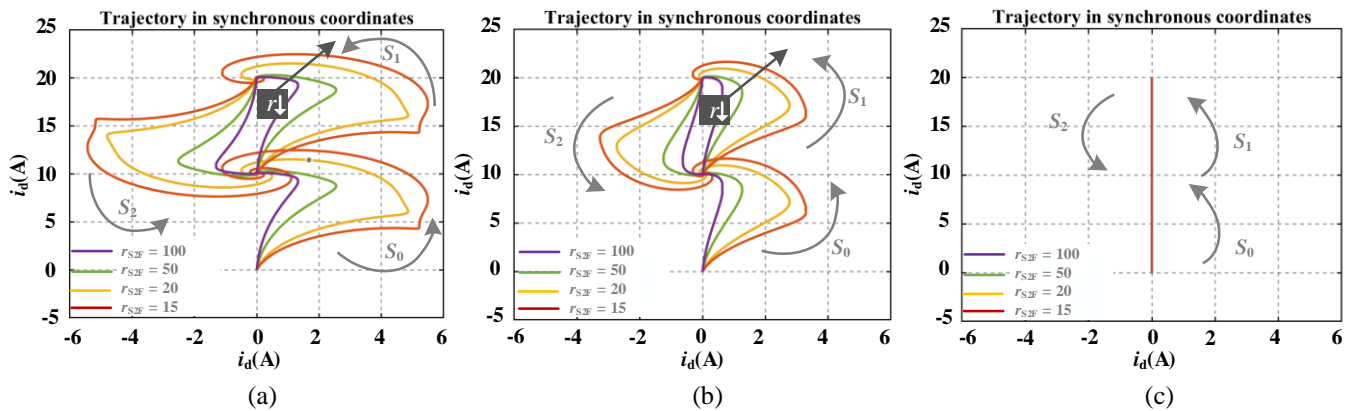 Trajectory in synchronous coordinates
25
20
15
10
5
0
-5
-6 -4 -2 0 2 4 6
i_d(A)
i_d(A)
S_1
S_2
S_0
r↓
r_S2F = 100
r_S2F = 50
r_S2F = 20
r_S2F = 15
(a)
Trajectory in synchronous coordinates
25
20
15
10
5
0
-5
-6 -4 -2 0 2 4 6
i_d(A)
i_d(A)
S_1
S_2
S_0
r↓
r_S2F = 100
r_S2F = 50
r_S2F = 20
r_S2F = 15
(b)
Trajectory in synchronous coordinates
25
20
15
10
5
0
-5
-6 -4 -2 0 2 4 6
i_d(A)
i_d(A)
S_2
S_1
S_0
r_S2F = 100
r_S2F = 50
r_S2F = 20
r_S2F = 15
(c)